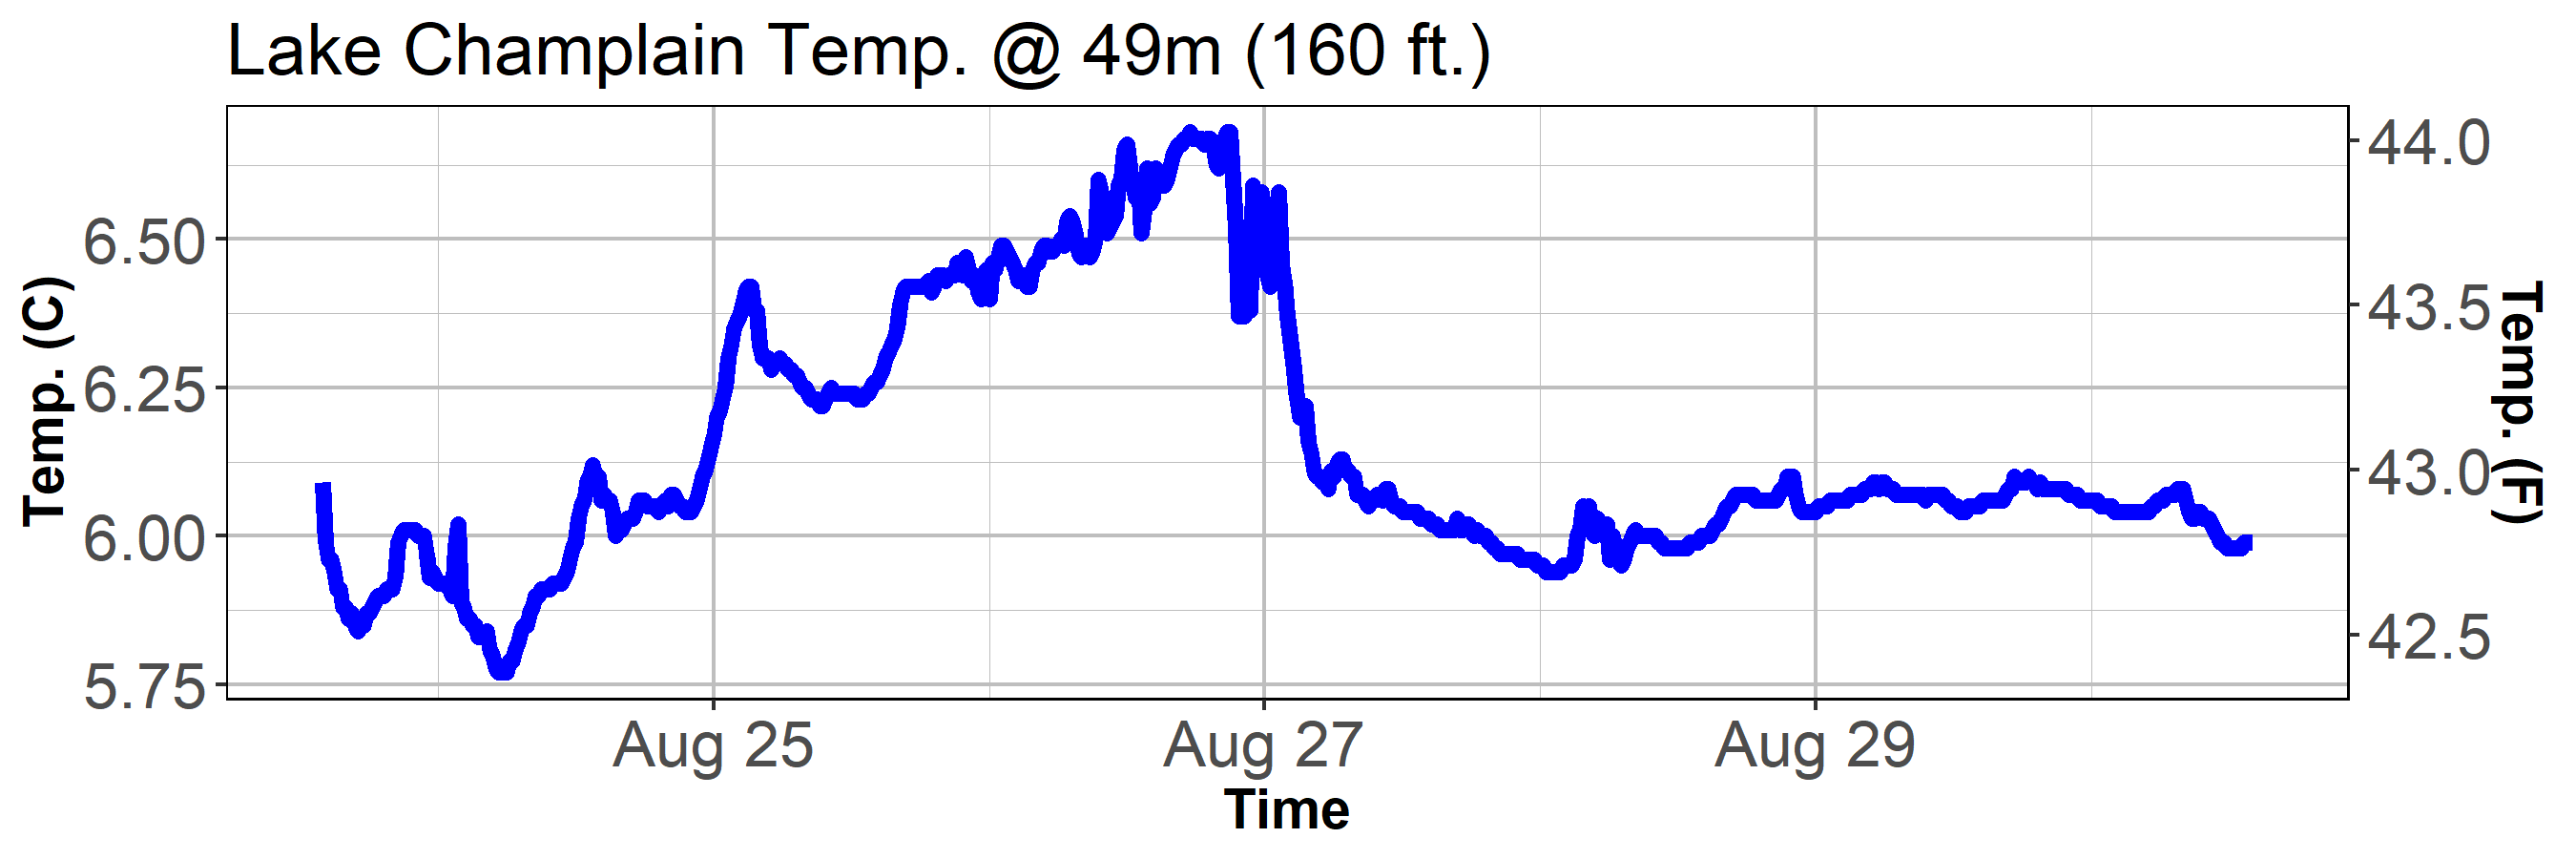 Lake Champlain Temp. @ 49m (160 ft.)
Temp. (C)
6.50
6.25
6.00
5.75
44.0
43.5
43.0
42.5
Temp. (F)
Aug 25
Aug 27
Aug 29
Time